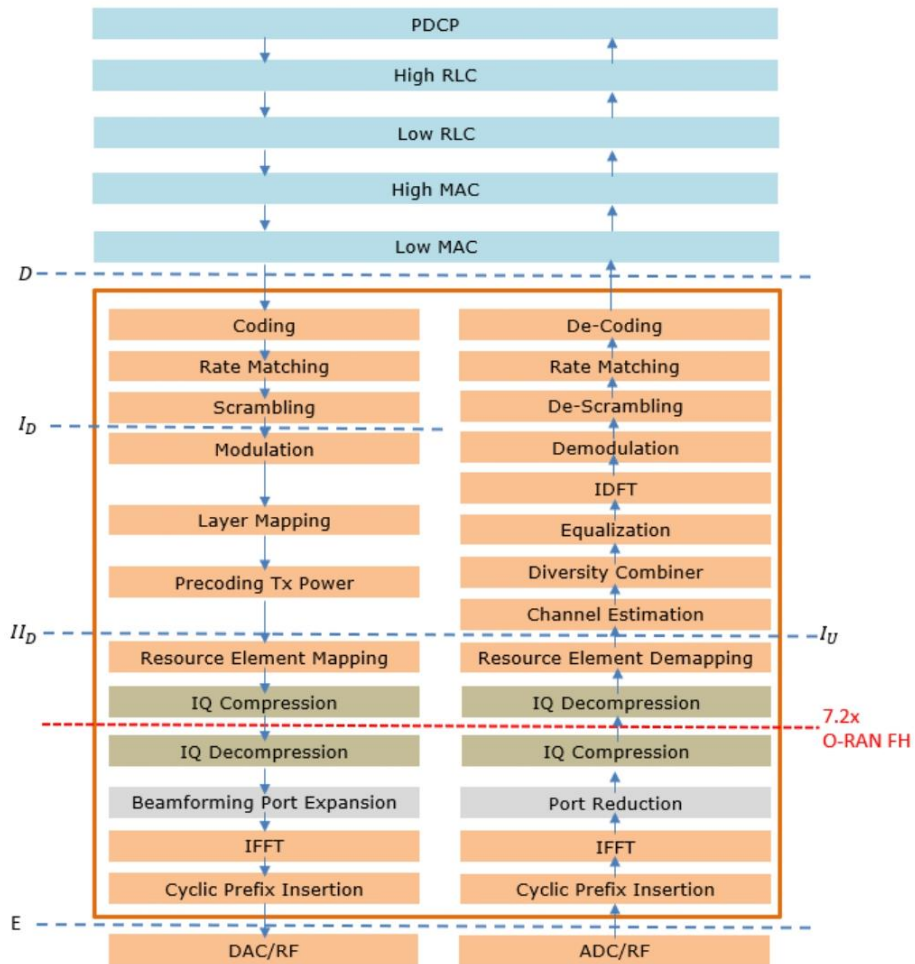 PDCP
High RLC
Low RLC
High MAC
Low MAC
D
Coding
De-Coding
Rate Matching
Rate Matching
Scrambling
De-Scrambling
I_D
Modulation
Demodulation
IDFT
Layer Mapping
Equalization
Precoding Tx Power
Diversity Combiner
Channel Estimation
II_D
I_U
Resource Element Mapping
Resource Element Demapping
IQ Compression
IQ Decompression
7.2x
O-RAN FH
IQ Decompression
IQ Compression
Beamforming Port Expansion
Port Reduction
IFFT
IFFT
Cyclic Prefix Insertion
Cyclic Prefix Insertion
E
DAC/RF
ADC/RF